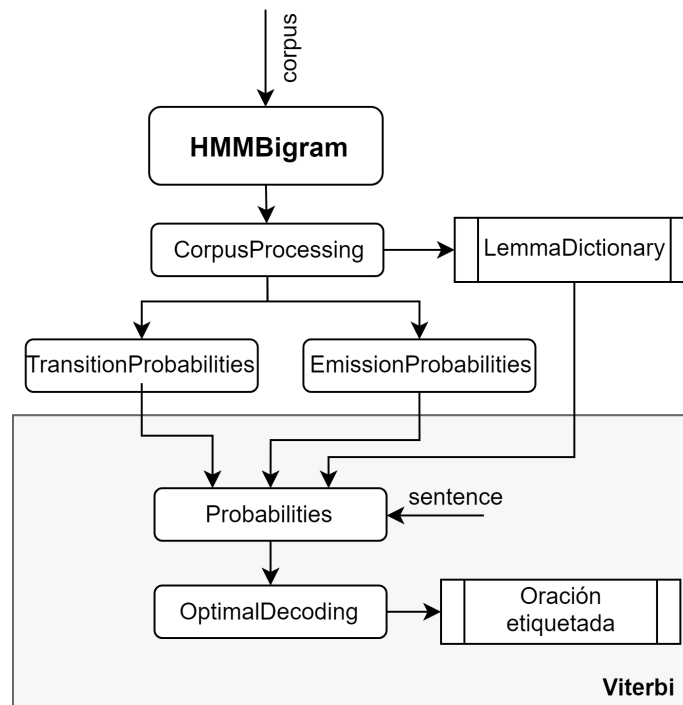 corpus
HMMBigram
CorpusProcessing
LemmaDictionary
TransitionProbabilities
EmissionProbabilities
sentence
Probabilities
OptimalDecoding
Oración
etiquetada
Viterbi